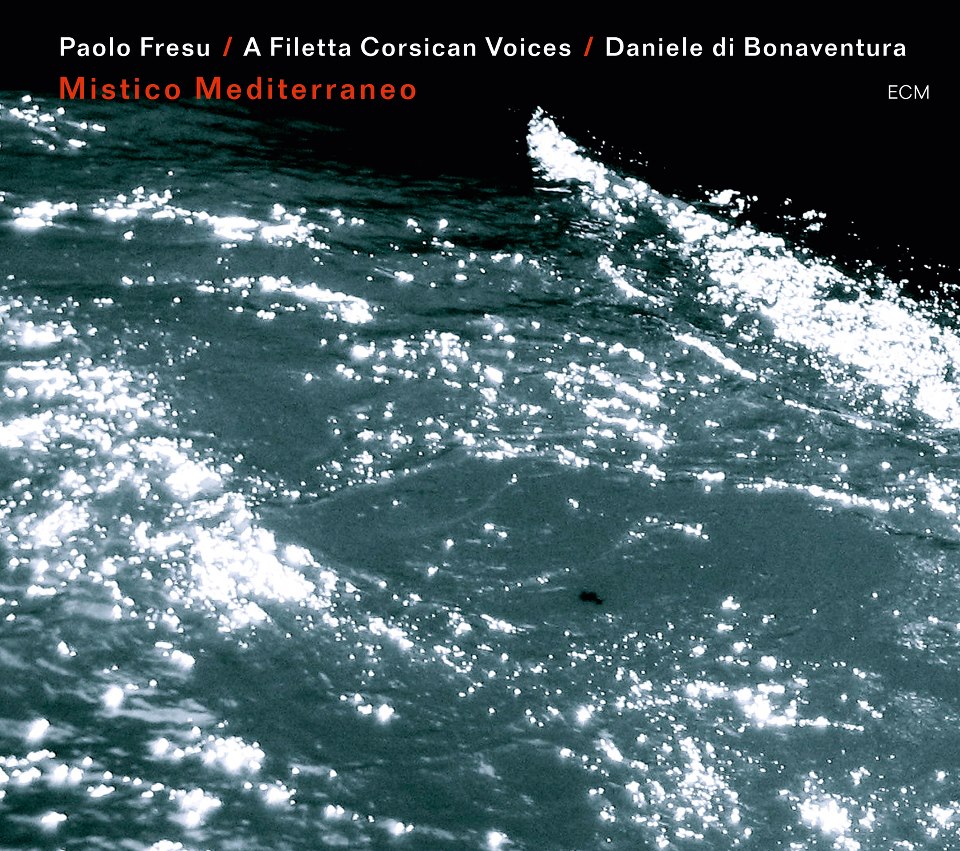 Paolo Fresu / A Filetta Corsican Voices / Daniele di Bonaventura
Mistico Mediterraneo
ECM